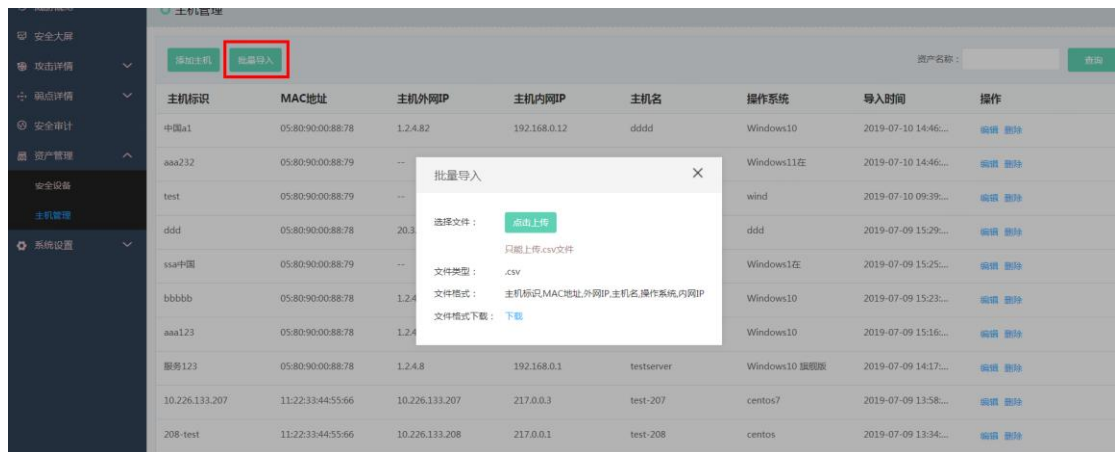 主机管理
安全大屏
添加主机 批量导入 资产名称： 查询
攻击详情
弱点详情
主机标识 MAC地址 主机外网IP 主机内网IP 主机名 操作系统 导入时间 操作
安全审计
中国a1 05:80:90:00:88:78 1.2.4.82 192.168.0.12 dddd Windows10 2019-07-10 14:46:... 编辑 删除
资产管理
aaa232 05:80:90:00:88:79 -- Windows11在 2019-07-10 14:46:... 编辑 删除
批量导入
安全设备
test 05:80:90:00:88:79 -- wind 2019-07-10 09:39:... 编辑 删除
主机管理
选择文件： 点击上传
ddd 05:80:90:00:88:78 20.3. ddd 2019-07-09 15:29:... 编辑 删除
系统设置
只能上传.csv文件
ssa中国 05:80:90:00:88:79 -- Windows1在 2019-07-09 15:25:... 编辑 删除
文件类型： .csv
文件格式： 主机标识,MAC地址,外网IP,主机名,操作系统,内网IP
bbbbb 05:80:90:00:88:78 1.2.4 Windows10 2019-07-09 15:23:... 编辑 删除
文件格式下载： 下载
aaa123 05:80:90:00:88:78 1.2.4 Windows10 2019-07-09 15:16:... 编辑 删除
服务123 05:80:90:00:88:78 1.2.4.8 192.168.0.1 testserver Windows10 旗舰版 2019-07-09 14:17:... 编辑 删除
10.226.133.207 11:22:33:44:55:66 10.226.133.207 217.0.0.3 test-207 centos7 2019-07-09 13:58:... 编辑 删除
208-test 11:22:33:44:55:66 10.226.133.208 217.0.0.1 test-208 centos 2019-07-09 13:34:... 编辑 删除